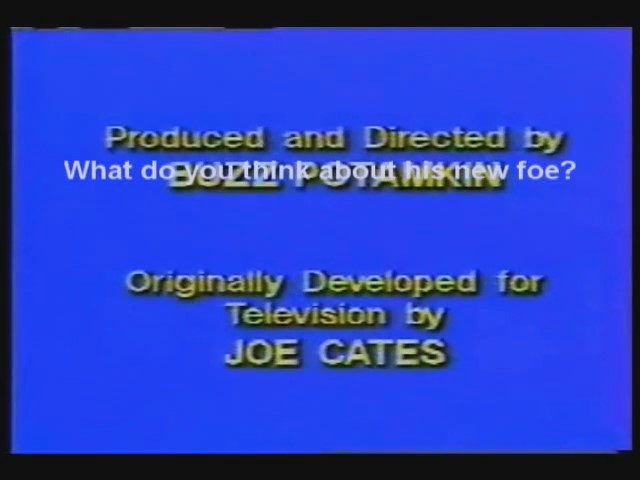 Produced and Directed by
BUZZ POTAMKIN
What do you think about his new foe?
Originally Developed for
Television by
JOE CATES